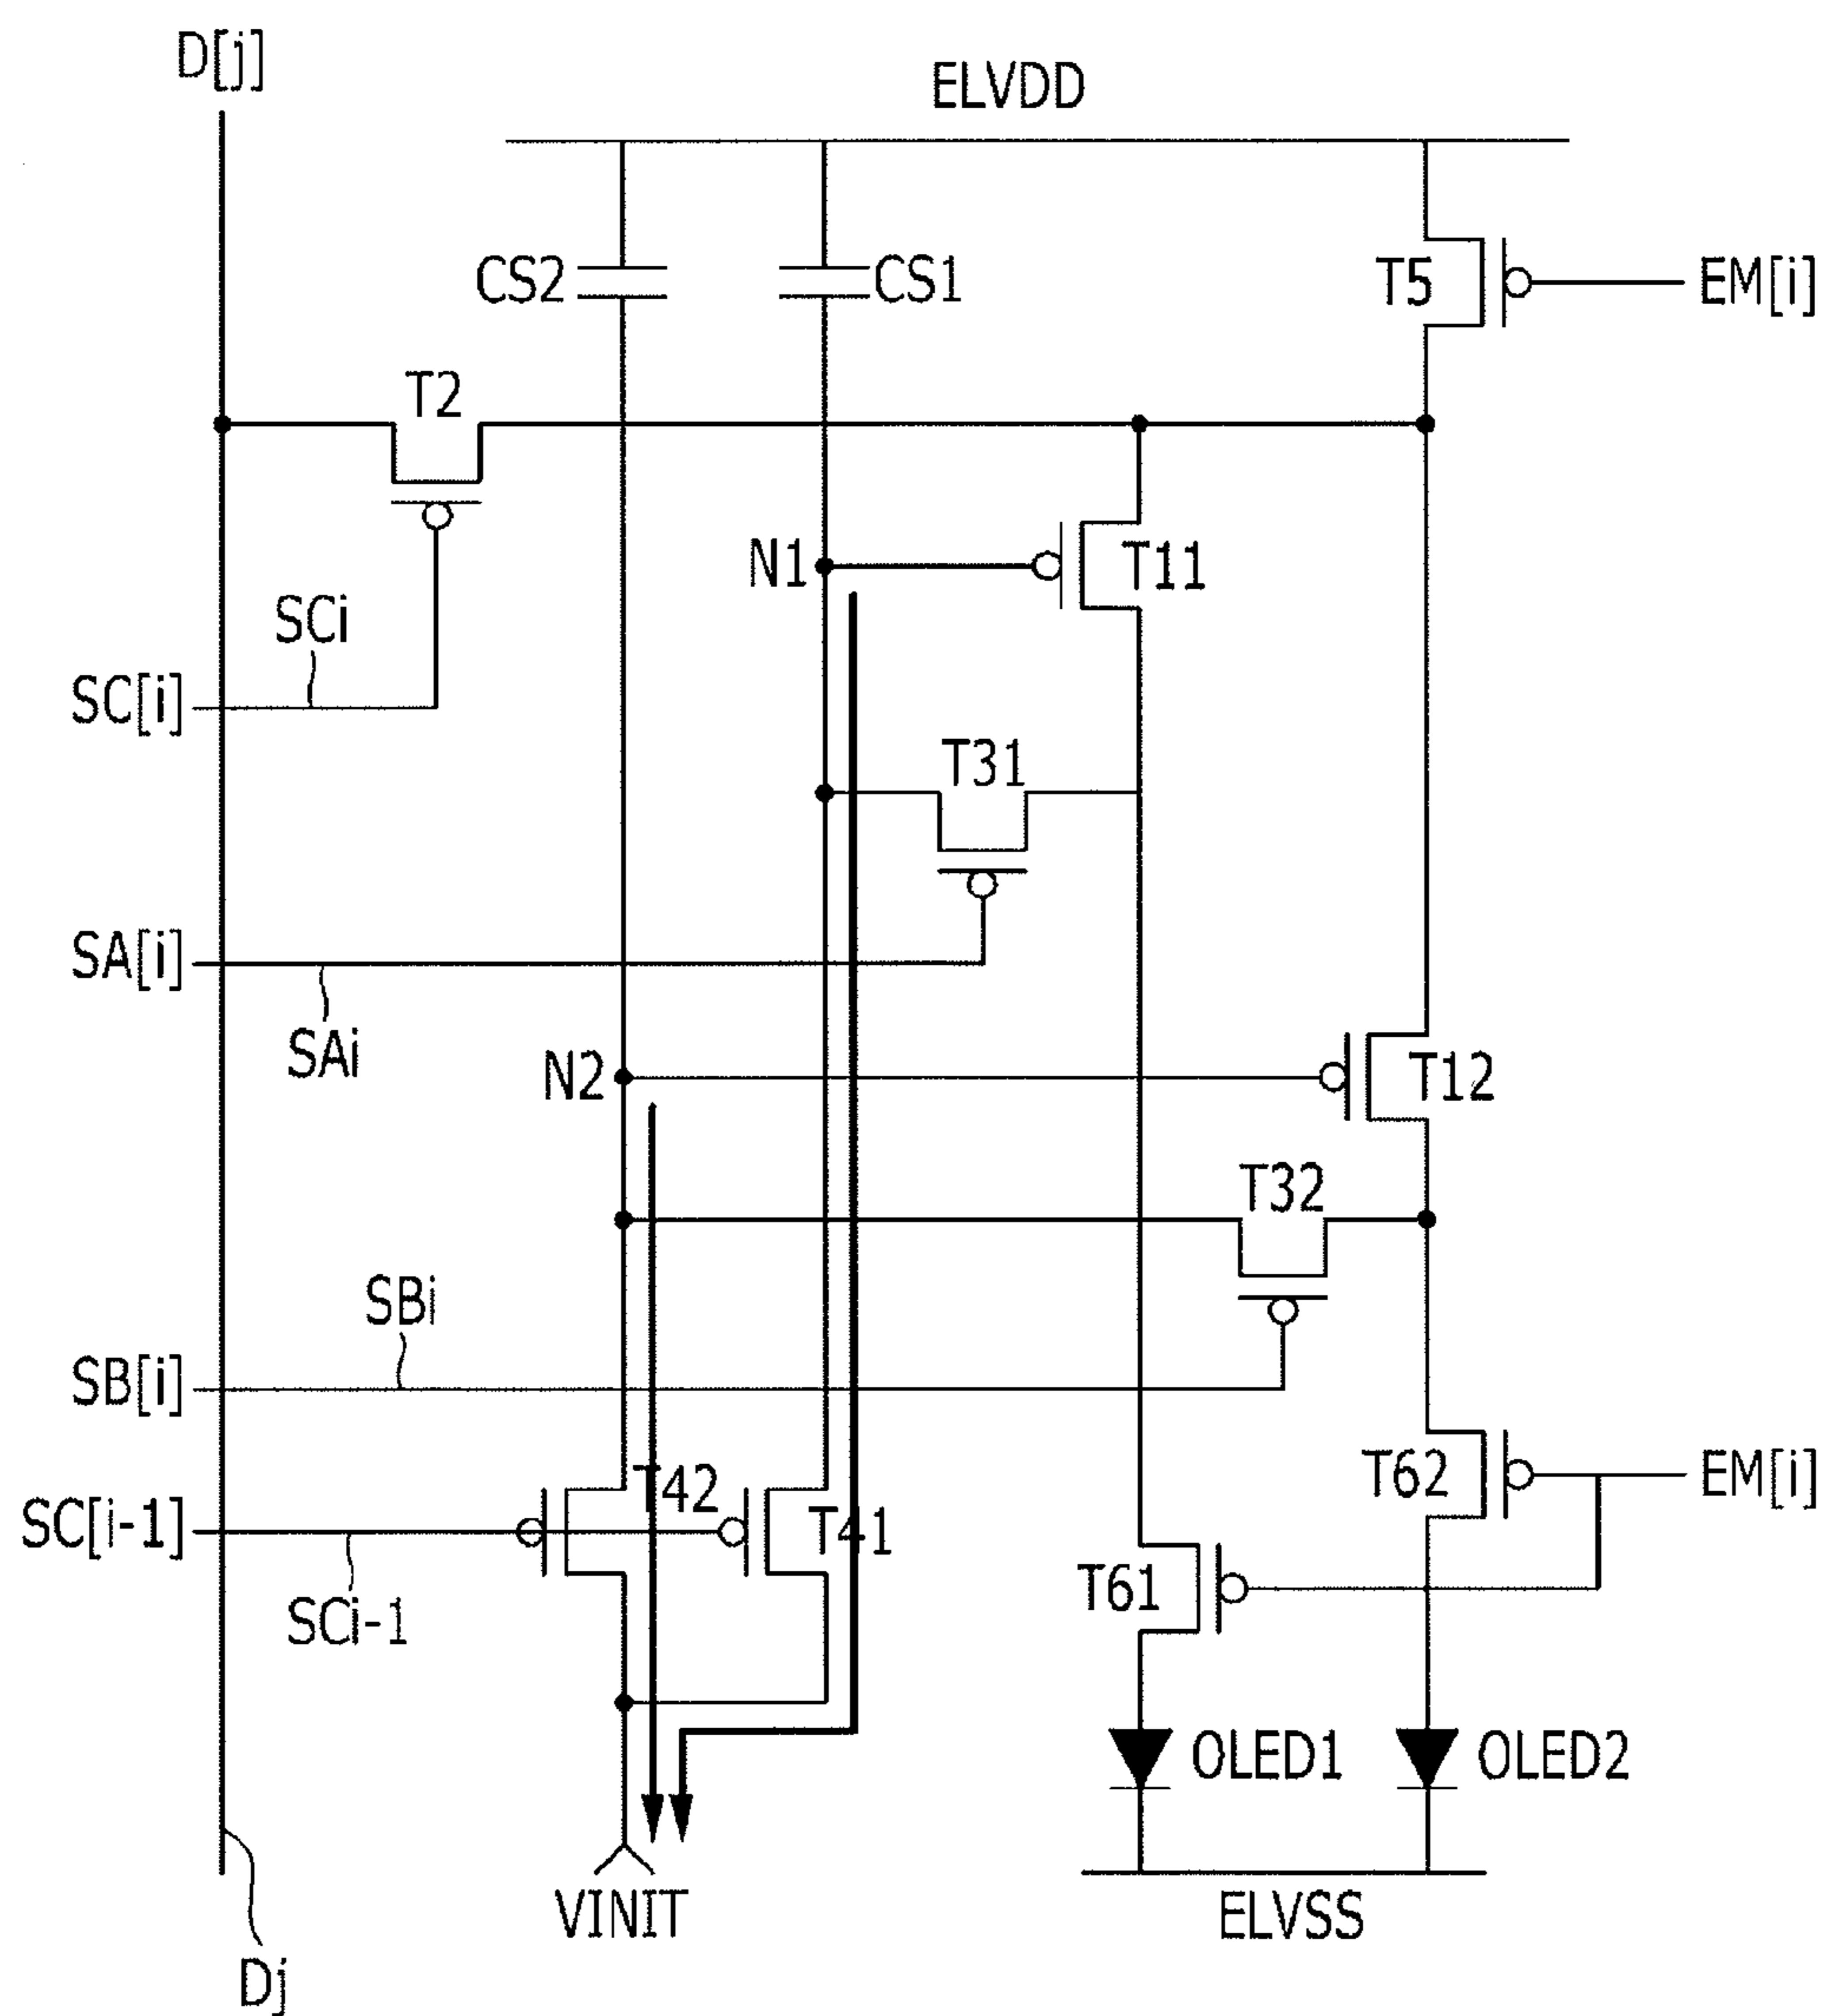 D[j]
ELVDD
CS2
CS1
T5
EM[i]
T2
N1
T11
SCi
SC[i]
T31
SA[i]
SAi
N2
T12
T32
SBi
SB[i]
T42
T62
EM[i]
SC[i-1]
T41
T61
SCi-1
OLED1
OLED2
VINIT
ELVSS
Dj